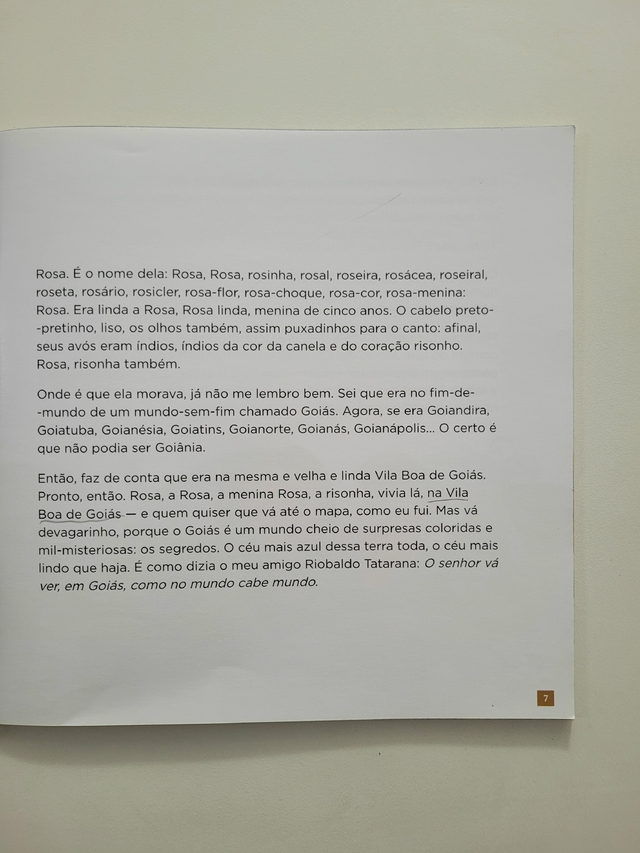 Rosa. É o nome dela: Rosa, Rosa, rosinha, rosal, roseira, rosácea, roseiral,
roseta, rosário, rosicler, rosa-flor, rosa-choque, rosa-cor, rosa-menina:
Rosa. Era linda a Rosa, Rosa linda, menina de cinco anos. O cabelo preto-
-pretinho, liso, os olhos também, assim puxadinhos para o canto: afinal,
seus avós eram índios, índios da cor da canela e do coração risonho.
Rosa, risonha também.
Onde é que ela morava, já não me lembro bem. Sei que era no fim-de-
-mundo de um mundo-sem-fim chamado Goiás. Agora, se era Goiandira,
Goiatuba, Goianésia, Goiatins, Goianorte, Goianás, Goianápolis... O certo é
que não podia ser Goiânia.
Então, faz de conta que era na mesma e velha e linda Vila Boa de Goiás.
Pronto, então. Rosa, a Rosa, a menina Rosa, a risonha, vivia lá, na Vila
Boa de Goiás — e quem quiser que vá até o mapa, como eu fui. Mas vá
devagarinho, porque o Goiás é um mundo cheio de surpresas coloridas e
mil-misteriosas: os segredos. O céu mais azul dessa terra toda, o céu mais
lindo que haja. É como dizia o meu amigo Riobaldo Tatarana: O senhor vá
ver, em Goiás, como no mundo cabe mundo.
7